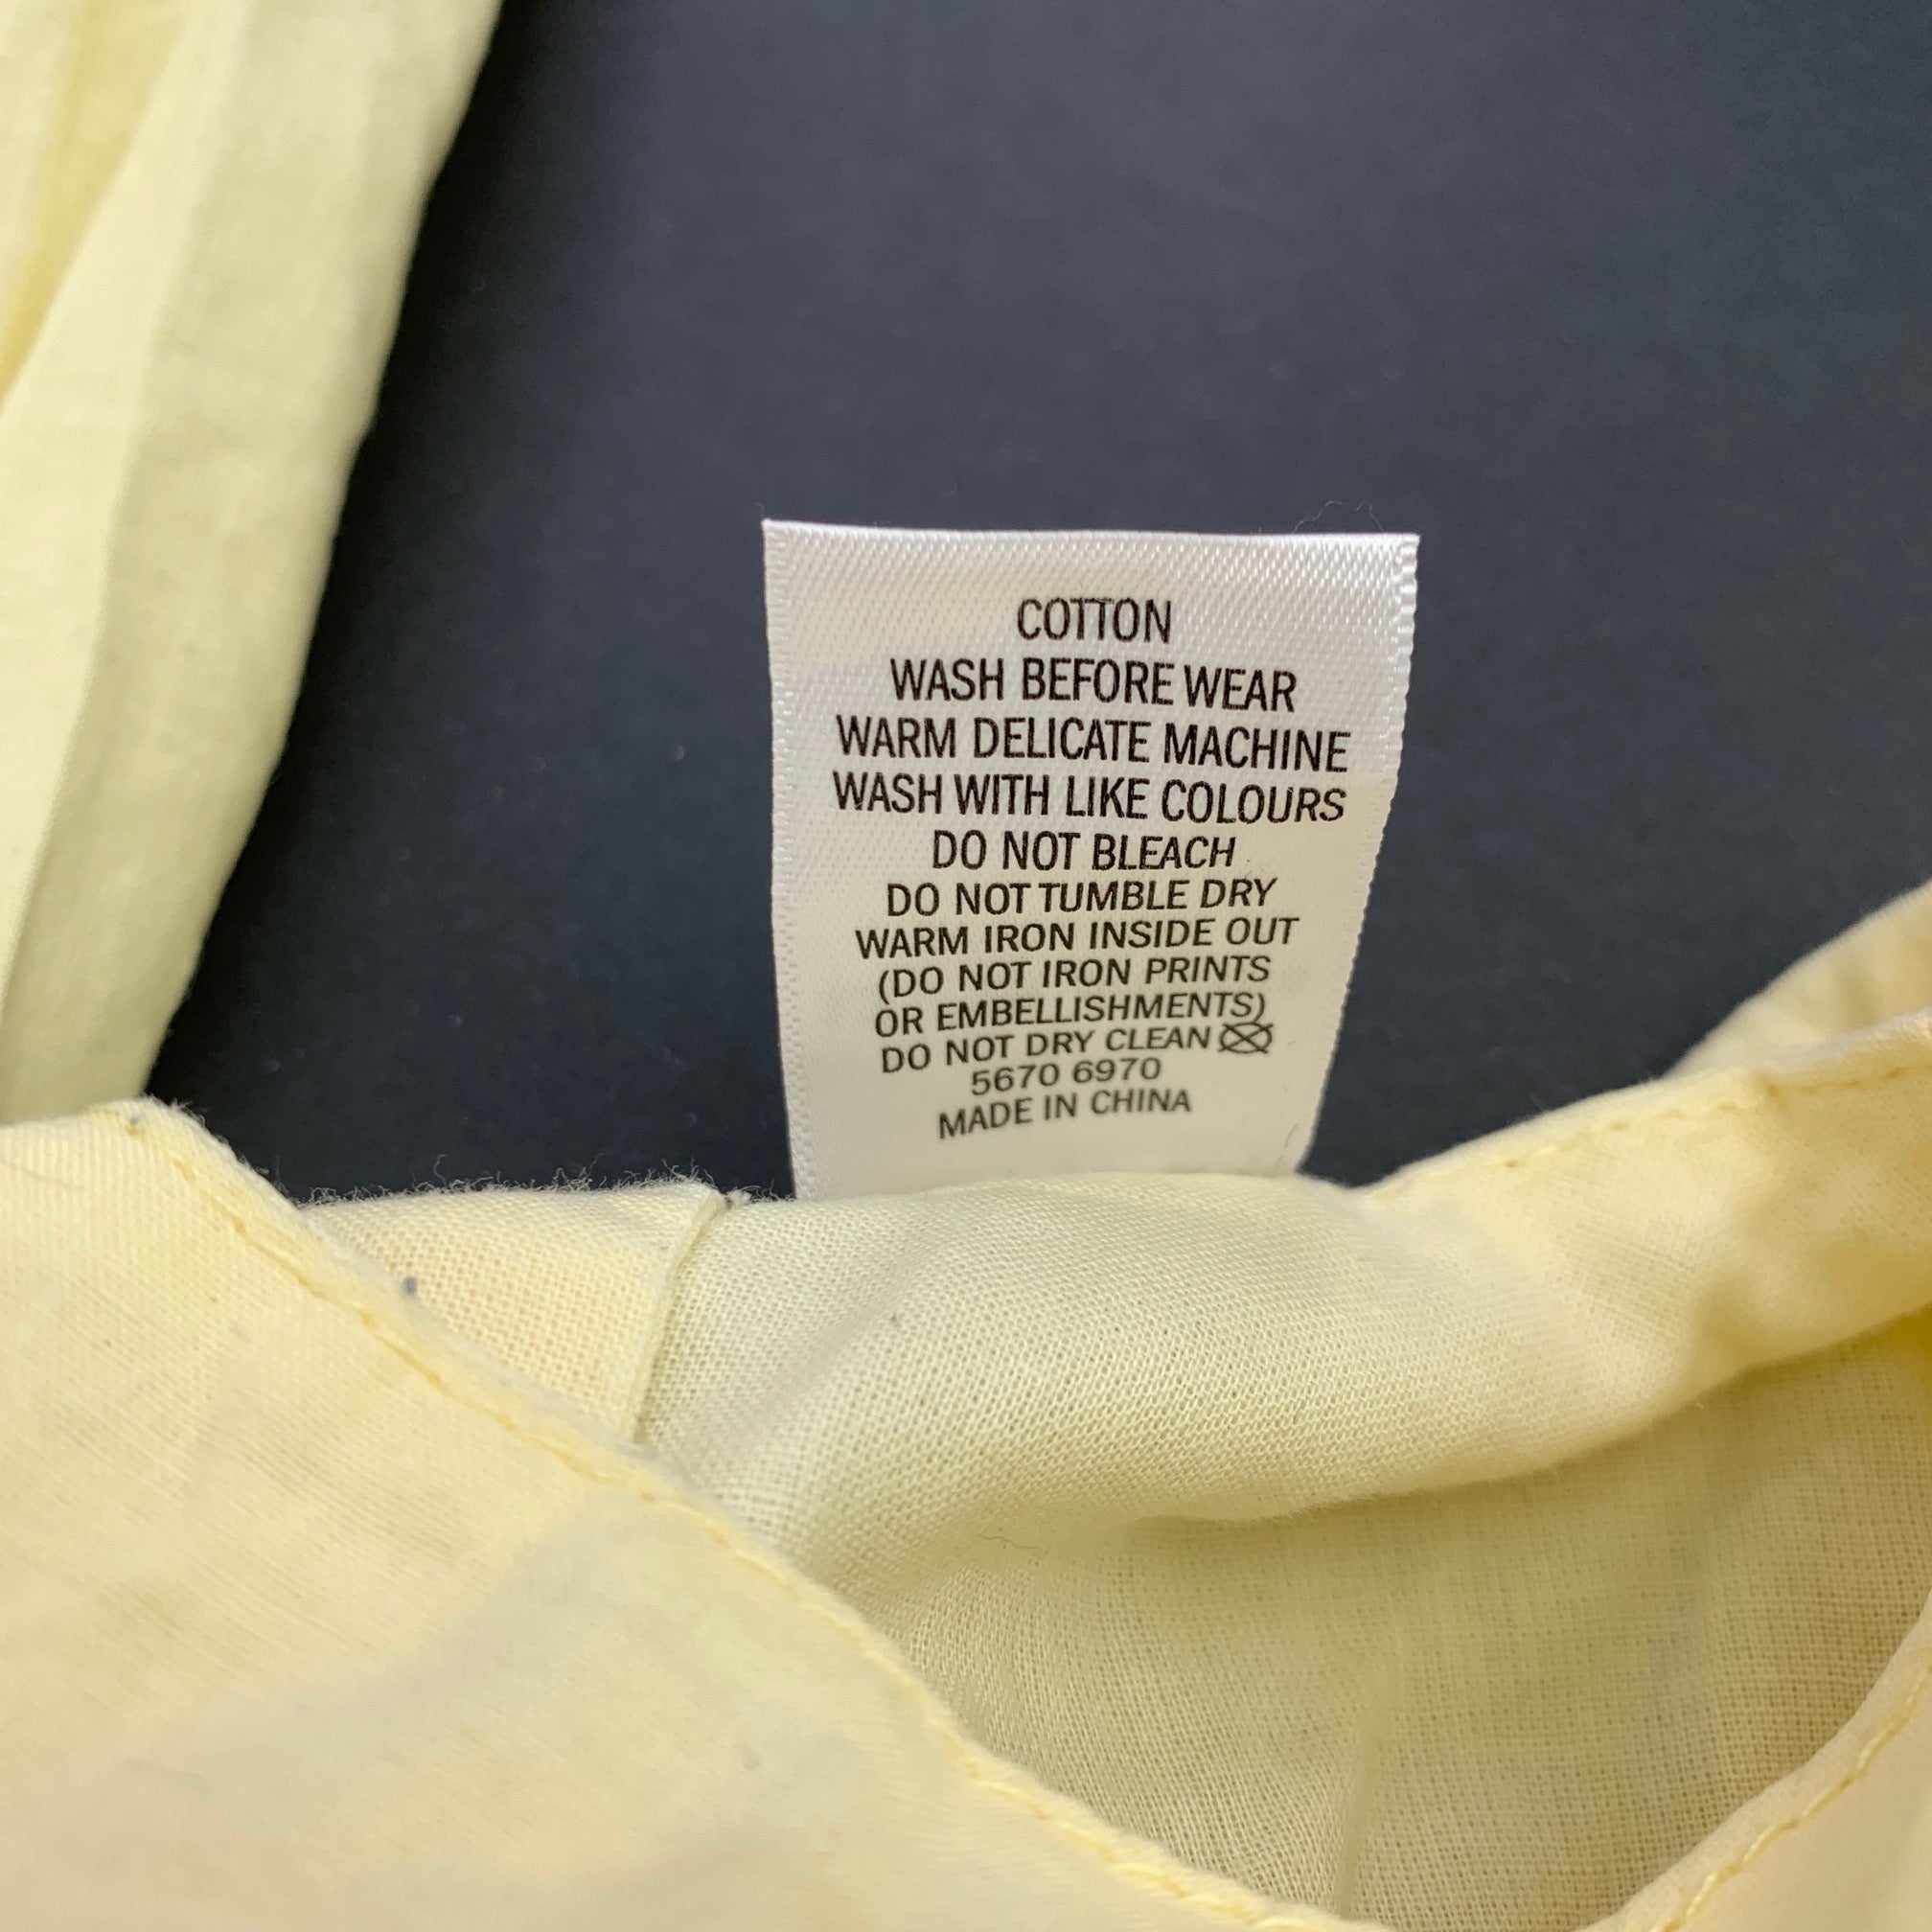 COTTON
WASH BEFORE WEAR
WARM DELICATE MACHINE
WASH WITH LIKE COLOURS
DO NOT BLEACH
DO NOT TUMBLE DRY
WARM IRON INSIDE OUT
(DO NOT IRON PRINTS
OR EMBELLISHMENTS)
DO NOT DRY CLEAN
5670 6970
MADE IN CHINA